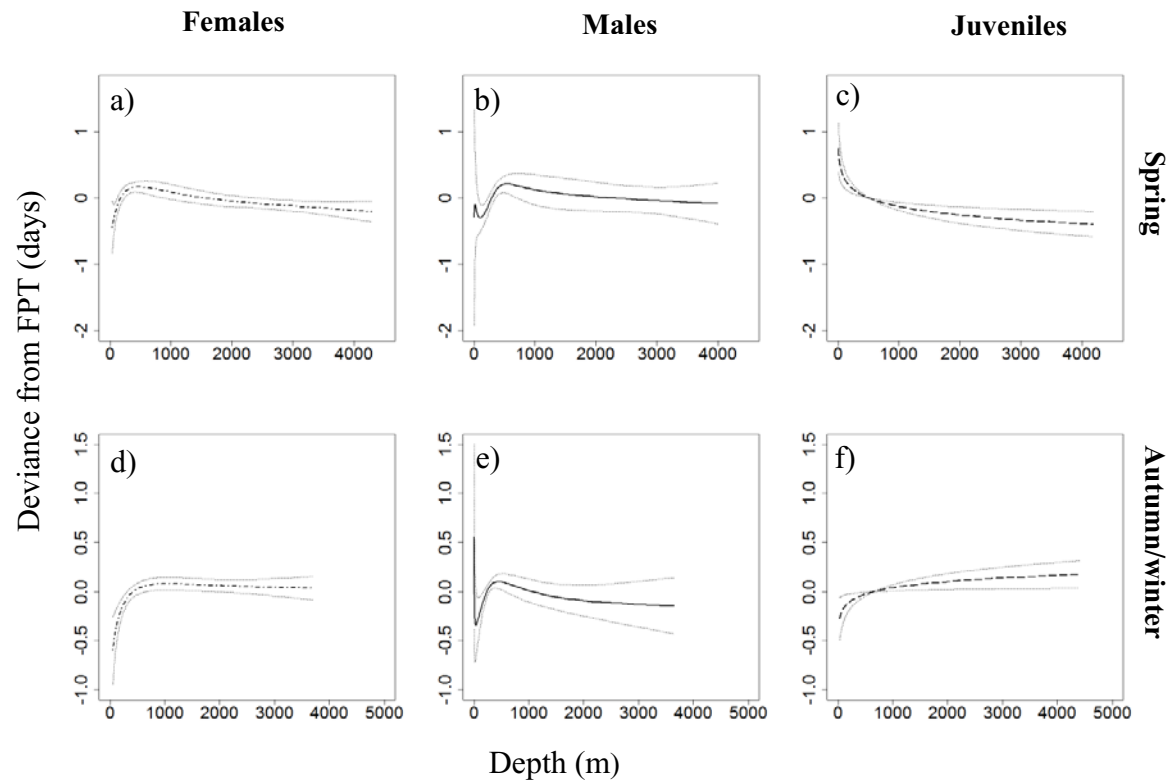 Females Males Juveniles
a) b) c)
1 1 1
0 0 0
-1 -1 -1
-2 -2 -2
0 1000 2000 3000 4000 0 1000 2000 3000 4000 0 1000 2000 3000 4000
Spring
Deviance from FPT (days)
d) e) f)
1.5 1.5 1.5
1.0 1.0 1.0
0.5 0.5 0.5
0.0 0.0 0.0
-0.5 -0.5 -0.5
-1.0 -1.0 -1.0
0 1000 2000 3000 4000 5000 0 1000 2000 3000 4000 5000 0 1000 2000 3000 4000 5000
Autumn/winter
Depth (m)